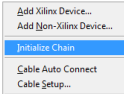 Add Xilinx Device...
Add Non-Xilinx Device...
Initialize Chain
Cable Auto Connect
Cable Setup...